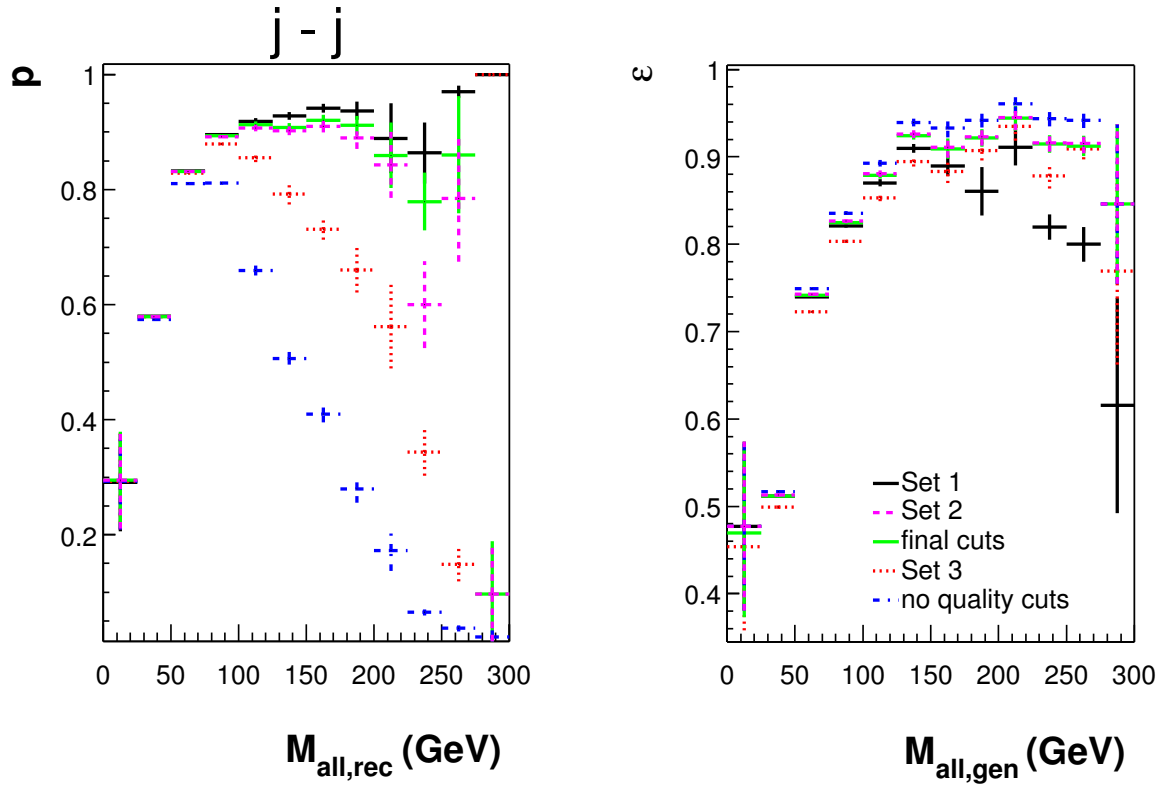 j - j
p
1
0.8
0.6
0.4
0.2
0 50 100 150 200 250 300
M_all,rec (GeV)
ε
1
0.9
0.8
0.7
0.6
0.5
0.4
Set 1
Set 2
final cuts
Set 3
no quality cuts
0 50 100 150 200 250 300
M_all,gen (GeV)